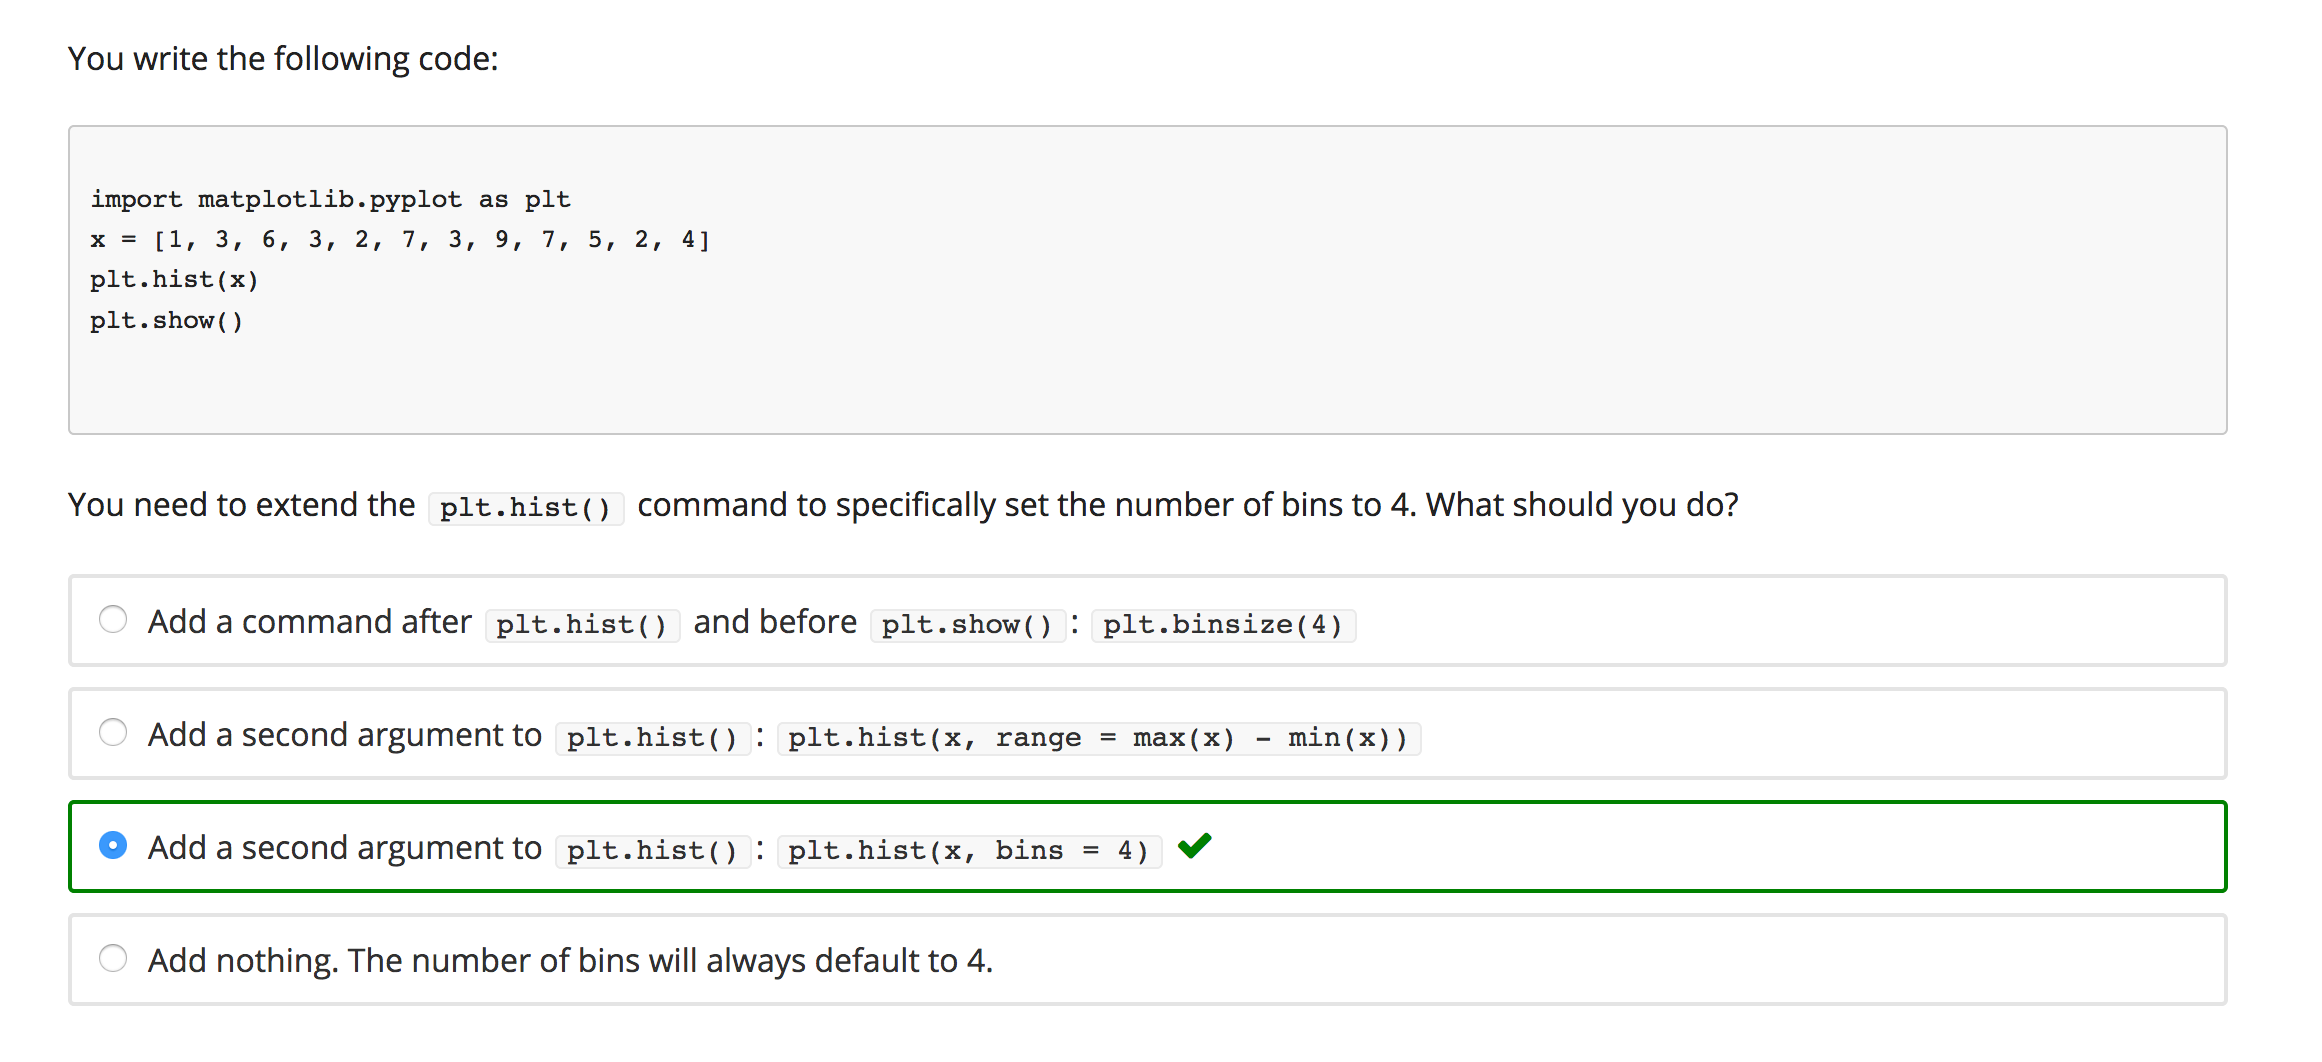 You write the following code:
import matplotlib.pyplot as plt
x = [1, 3, 6, 3, 2, 7, 3, 9, 7, 5, 2, 4]
plt.hist(x)
plt.show()
You need to extend the plt.hist() command to specifically set the number of bins to 4. What should you do?
Add a command after plt.hist() and before plt.show(): plt.binsize(4)
Add a second argument to plt.hist(): plt.hist(x, range = max(x) - min(x))
Add a second argument to plt.hist(): plt.hist(x, bins = 4)
Add nothing. The number of bins will always default to 4.